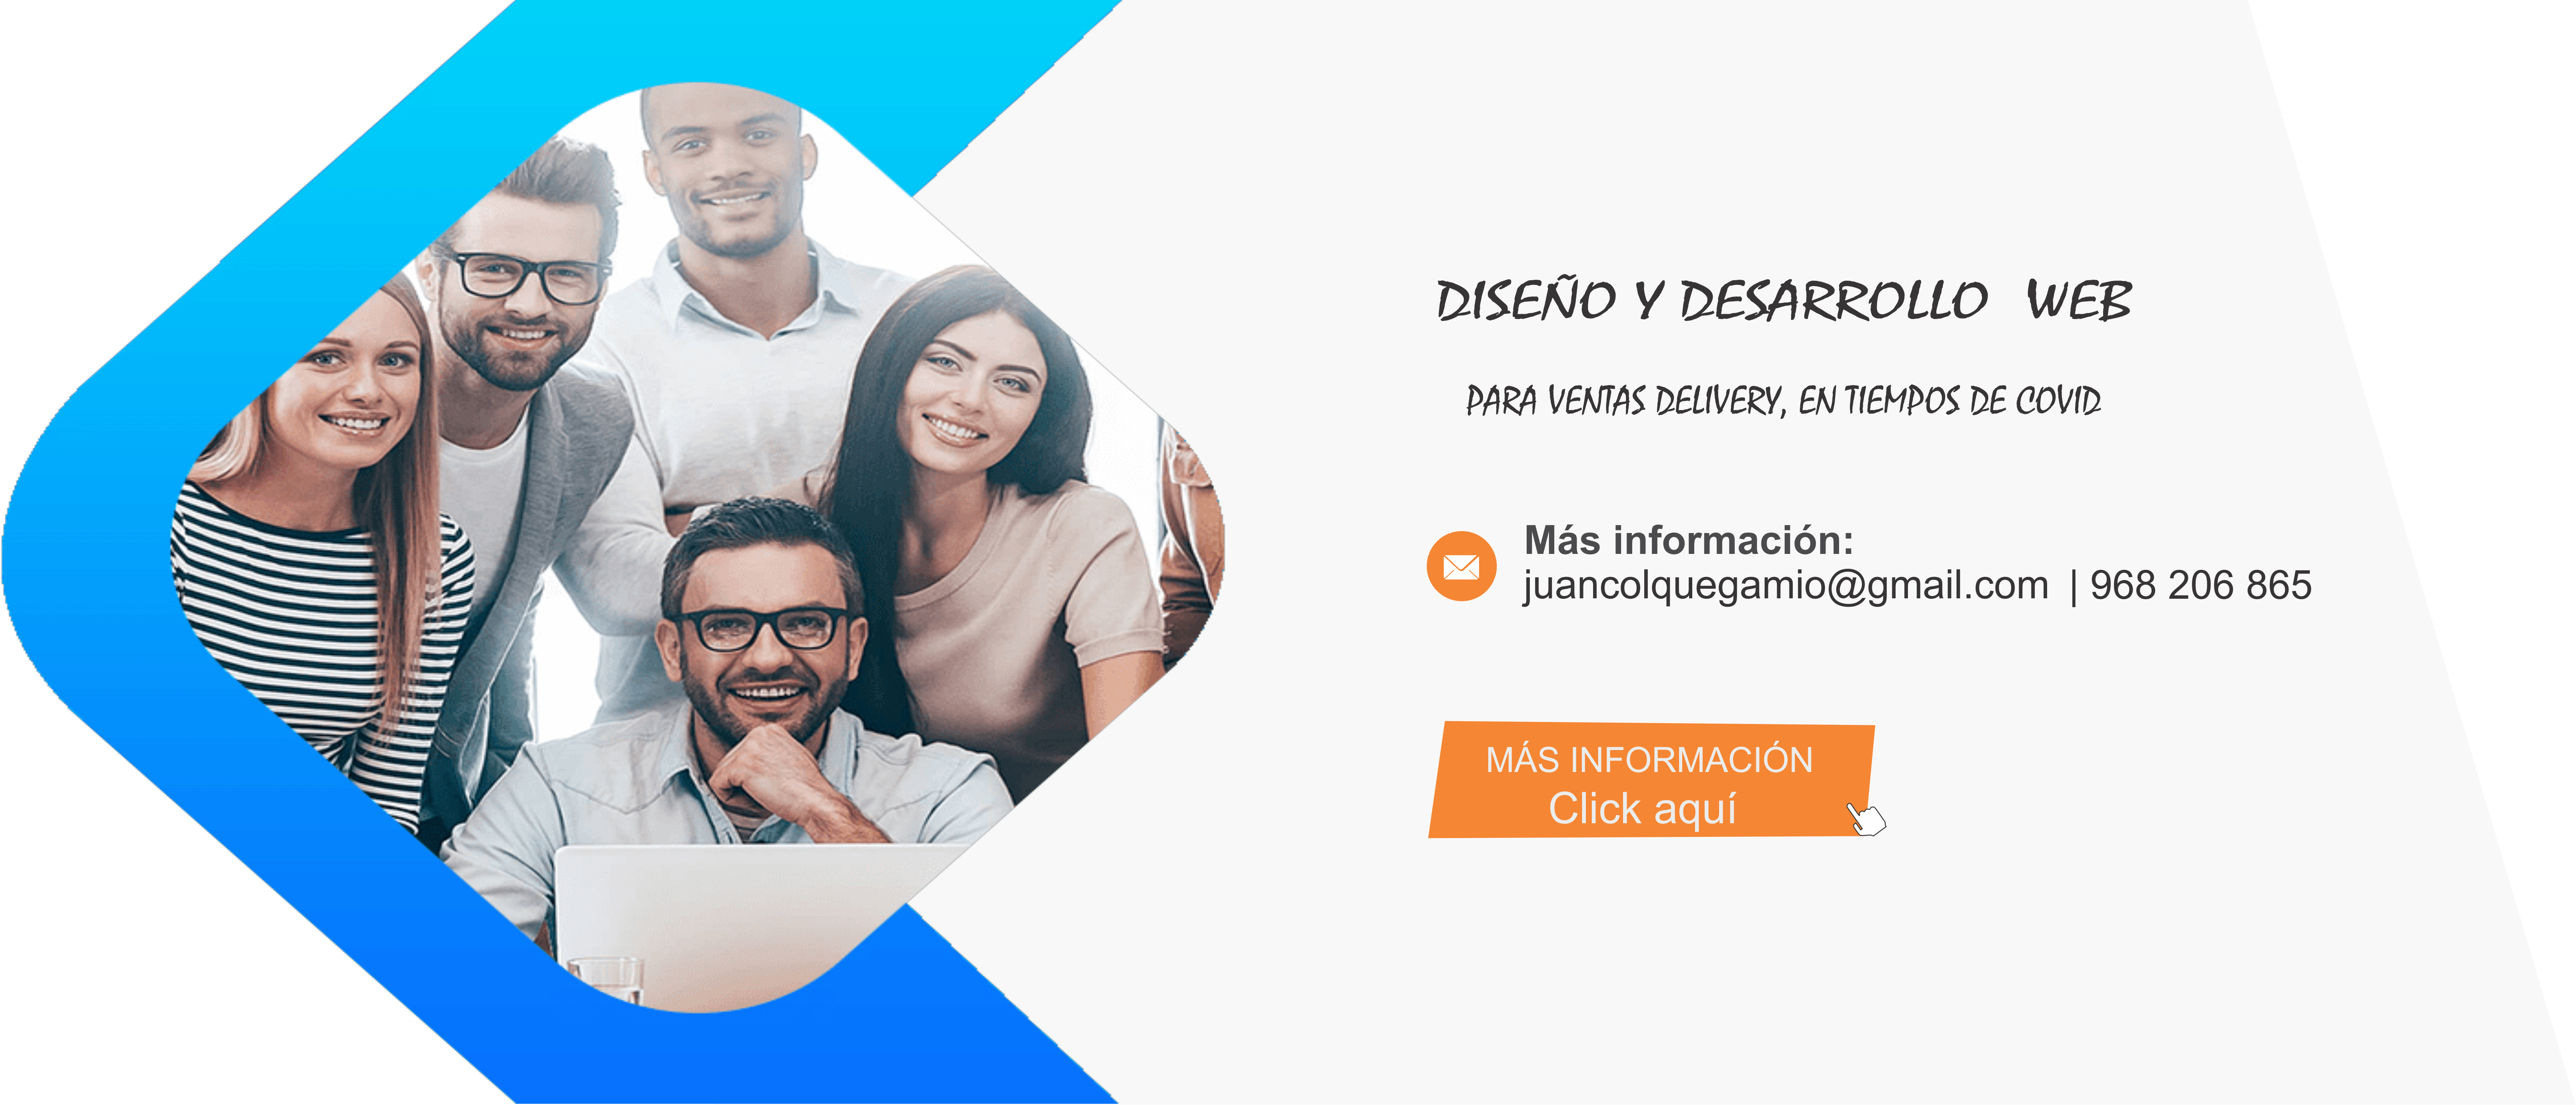 DISEÑO Y DESARROLLO WEB
PARA VENTAS DELIVERY, EN TIEMPOS DE COVID
Más información:
juancolquegamio@gmail.com | 968 206 865
MÁS INFORMACIÓN
Click aquí